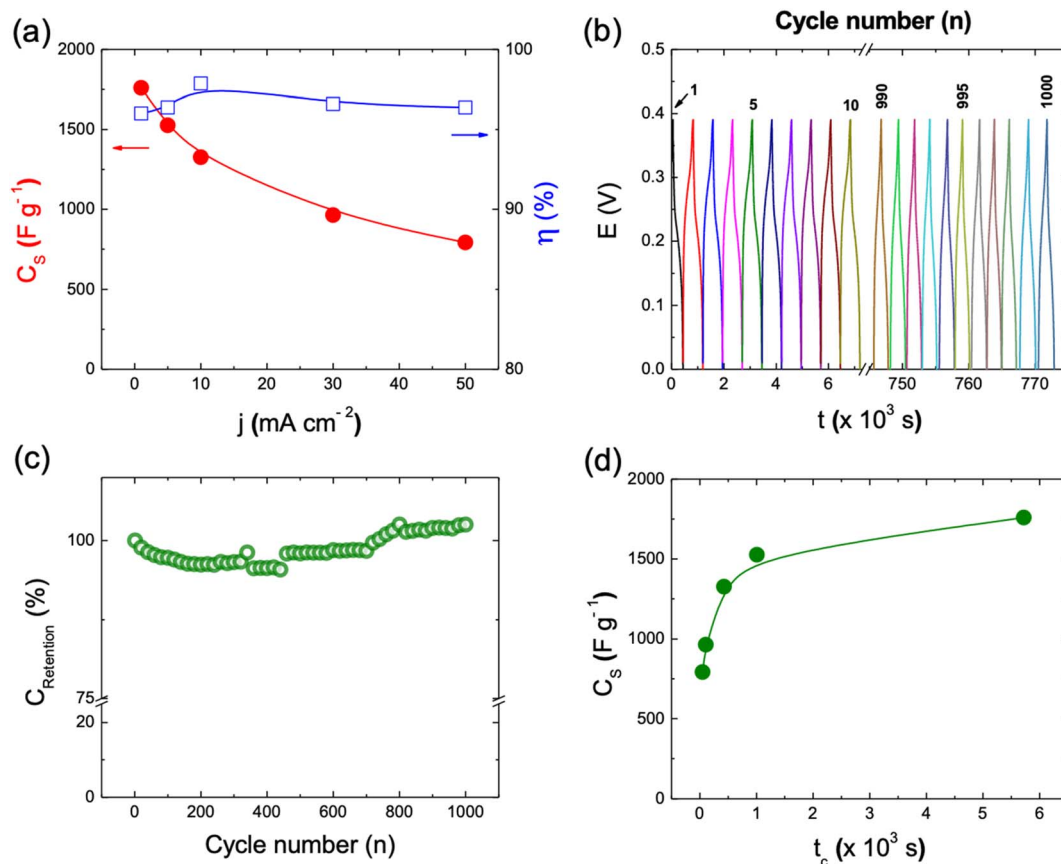 (a)
2000
1500
1000
500
0
C_S (F g^-1)
100
90
80
η (%)
0 10 20 30 40 50
j (mA cm^-2)
(b)
Cycle number (n)
0.5
0.4
0.3
0.2
0.1
0.0
E (V)
1 5 10 990 995 1000
0 2 4 6 750 760 770
t (x 10^3 s)
(c)
100
75
20
0
C_Retention (%)
0 200 400 600 800 1000
Cycle number (n)
(d)
2000
1500
1000
500
0
C_S (F g^-1)
0 1 2 3 4 5 6
t_c (x 10^3 s)